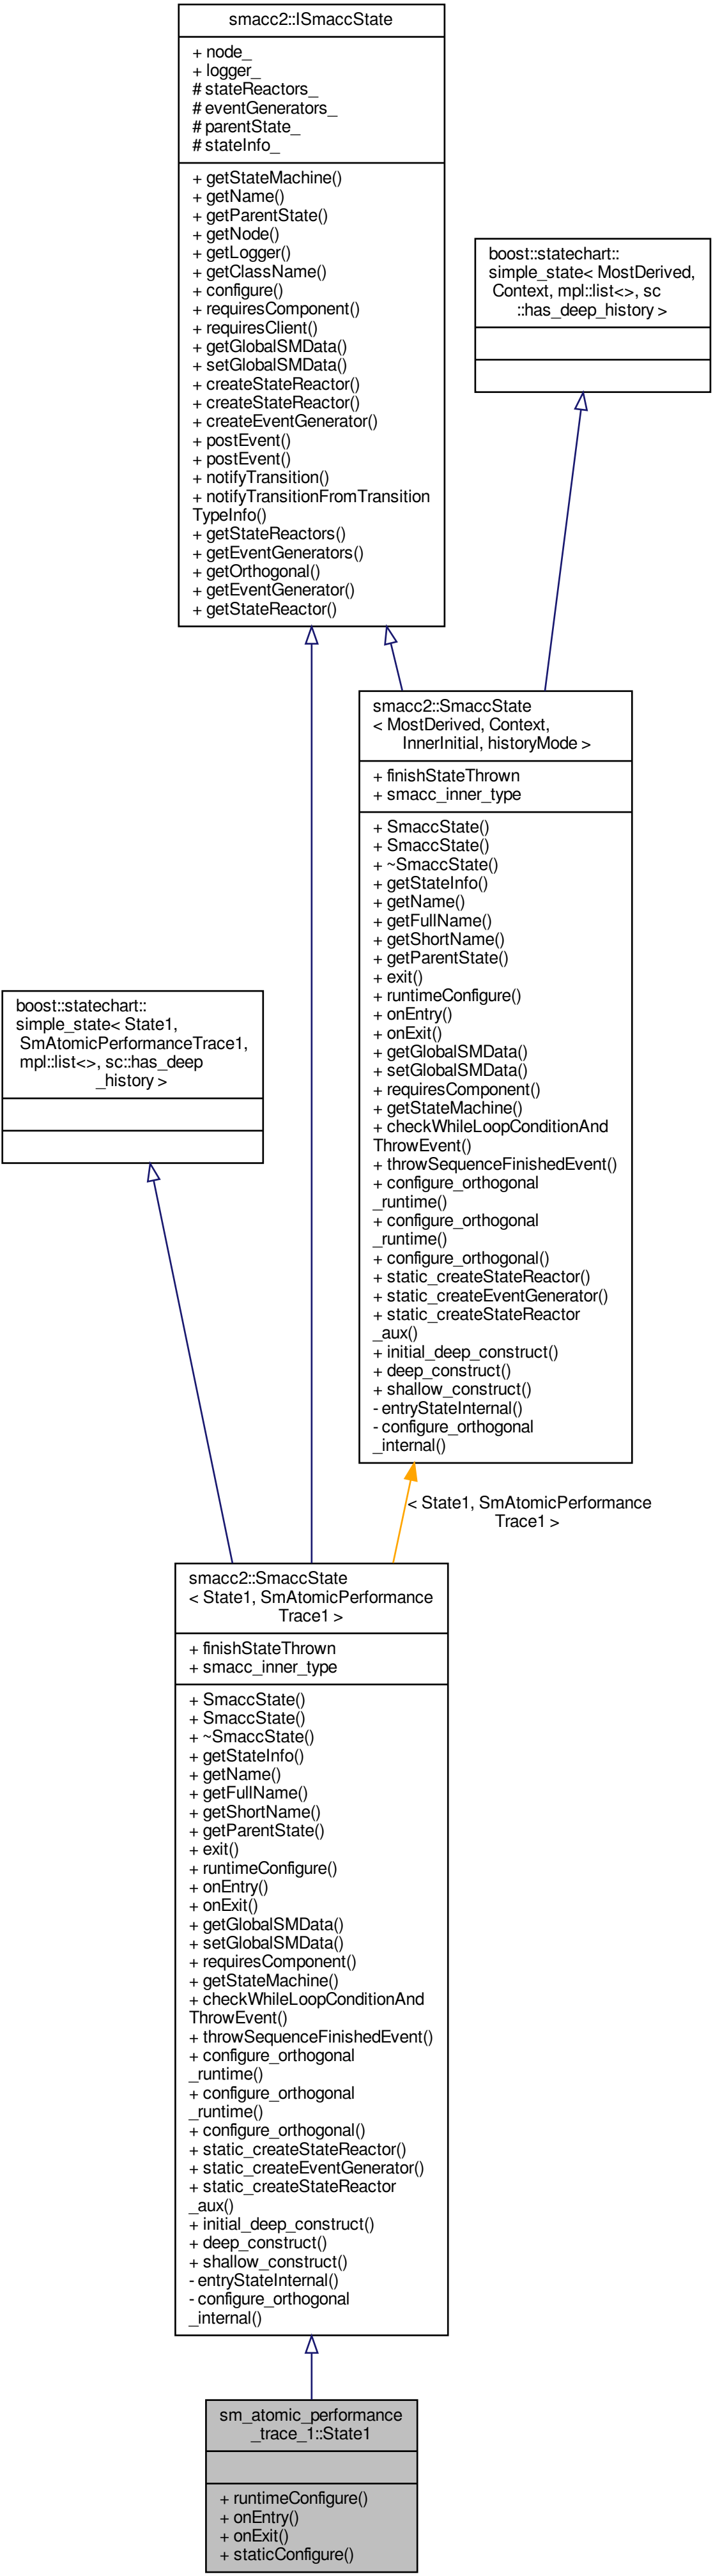 smacc2::ISmaccState
+ node_
+ logger_
# stateReactors_
# eventGenerators_
# parentState_
# stateInfo_
+ getStateMachine()
+ getName()
+ getParentState()
+ getNode()
+ getLogger()
+ getClassName()
+ configure()
+ requiresComponent()
+ requiresClient()
+ getGlobalSMData()
+ setGlobalSMData()
+ createStateReactor()
+ createStateReactor()
+ createEventGenerator()
+ postEvent()
+ postEvent()
+ notifyTransition()
+ notifyTransitionFromTransition
TypeInfo()
+ getStateReactors()
+ getEventGenerators()
+ getOrthogonal()
+ getEventGenerator()
+ getStateReactor()
boost::statechart::
simple_state< MostDerived,
Context, mpl::list<>, sc
::has_deep_history >
smacc2::SmaccState
< MostDerived, Context,
InnerInitial, historyMode >
+ finishStateThrown
+ smacc_inner_type
+ SmaccState()
+ SmaccState()
+ ~SmaccState()
+ getStateInfo()
+ getName()
+ getFullName()
+ getShortName()
+ getParentState()
+ exit()
+ runtimeConfigure()
+ onEntry()
+ onExit()
+ getGlobalSMData()
+ setGlobalSMData()
+ requiresComponent()
+ getStateMachine()
+ checkWhileLoopConditionAnd
ThrowEvent()
+ throwSequenceFinishedEvent()
+ configure_orthogonal
_runtime()
+ configure_orthogonal
_runtime()
+ configure_orthogonal()
+ static_createStateReactor()
+ static_createEventGenerator()
+ static_createStateReactor
_aux()
+ initial_deep_construct()
+ deep_construct()
+ shallow_construct()
- entryStateInternal()
- configure_orthogonal
_internal()
boost::statechart::
simple_state< State1,
SmAtomicPerformanceTrace1,
mpl::list<>, sc::has_deep
_history >
< State1, SmAtomicPerformance
Trace1 >
smacc2::SmaccState
< State1, SmAtomicPerformance
Trace1 >
+ finishStateThrown
+ smacc_inner_type
+ SmaccState()
+ SmaccState()
+ ~SmaccState()
+ getStateInfo()
+ getName()
+ getFullName()
+ getShortName()
+ getParentState()
+ exit()
+ runtimeConfigure()
+ onEntry()
+ onExit()
+ getGlobalSMData()
+ setGlobalSMData()
+ requiresComponent()
+ getStateMachine()
+ checkWhileLoopConditionAnd
ThrowEvent()
+ throwSequenceFinishedEvent()
+ configure_orthogonal
_runtime()
+ configure_orthogonal
_runtime()
+ configure_orthogonal()
+ static_createStateReactor()
+ static_createEventGenerator()
+ static_createStateReactor
_aux()
+ initial_deep_construct()
+ deep_construct()
+ shallow_construct()
- entryStateInternal()
- configure_orthogonal
_internal()
sm_atomic_performance
_trace_1::State1
+ runtimeConfigure()
+ onEntry()
+ onExit()
+ staticConfigure()